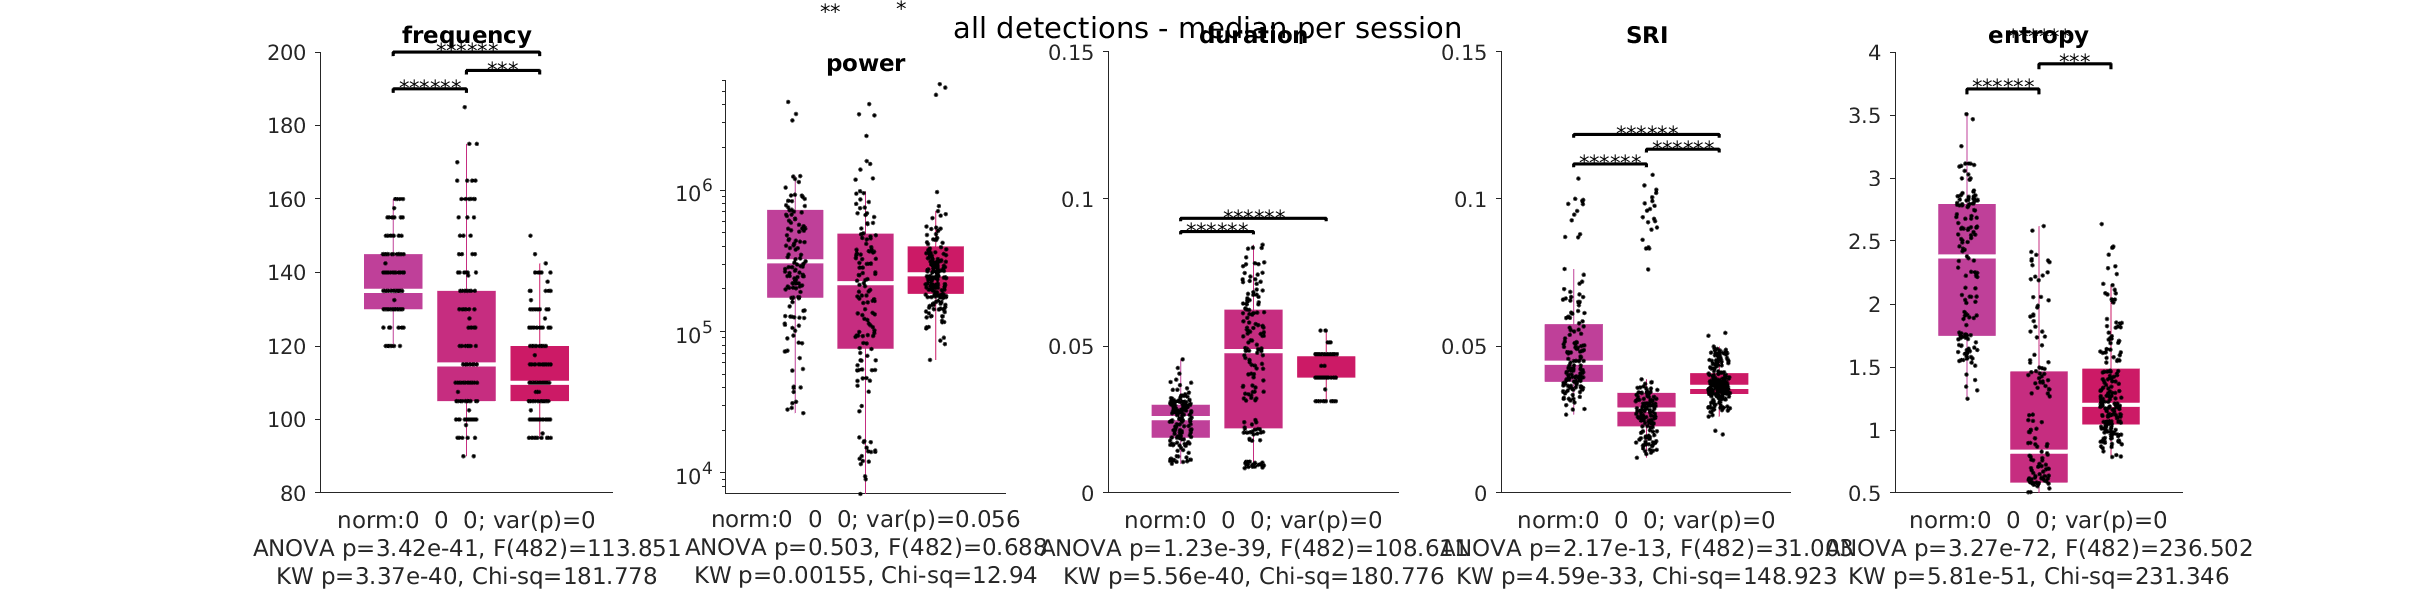 all detections - median per session
frequency
******
***
******
200
180
160
140
120
100
80
norm:0 0 0; var(p)=0
ANOVA p=3.42e-41, F(482)=113.851
KW p=3.37e-40, Chi-sq=181.778
** *
power
10^6
10^5
10^4
norm:0 0 0; var(p)=0.056
ANOVA p=0.503, F(482)=0.688
KW p=0.00155, Chi-sq=12.94
duration
******
******
0.15
0.1
0.05
0
norm:0 0 0; var(p)=0
ANOVA p=1.23e-39, F(482)=108.611
KW p=5.56e-40, Chi-sq=180.776
SRI
******
******
******
0.15
0.1
0.05
0
norm:0 0 0; var(p)=0
ANOVA p=2.17e-13, F(482)=31.003
KW p=4.59e-33, Chi-sq=148.923
entropy
******
***
******
4
3.5
3
2.5
2
1.5
1
0.5
norm:0 0 0; var(p)=0
ANOVA p=3.27e-72, F(482)=236.502
KW p=5.81e-51, Chi-sq=231.346